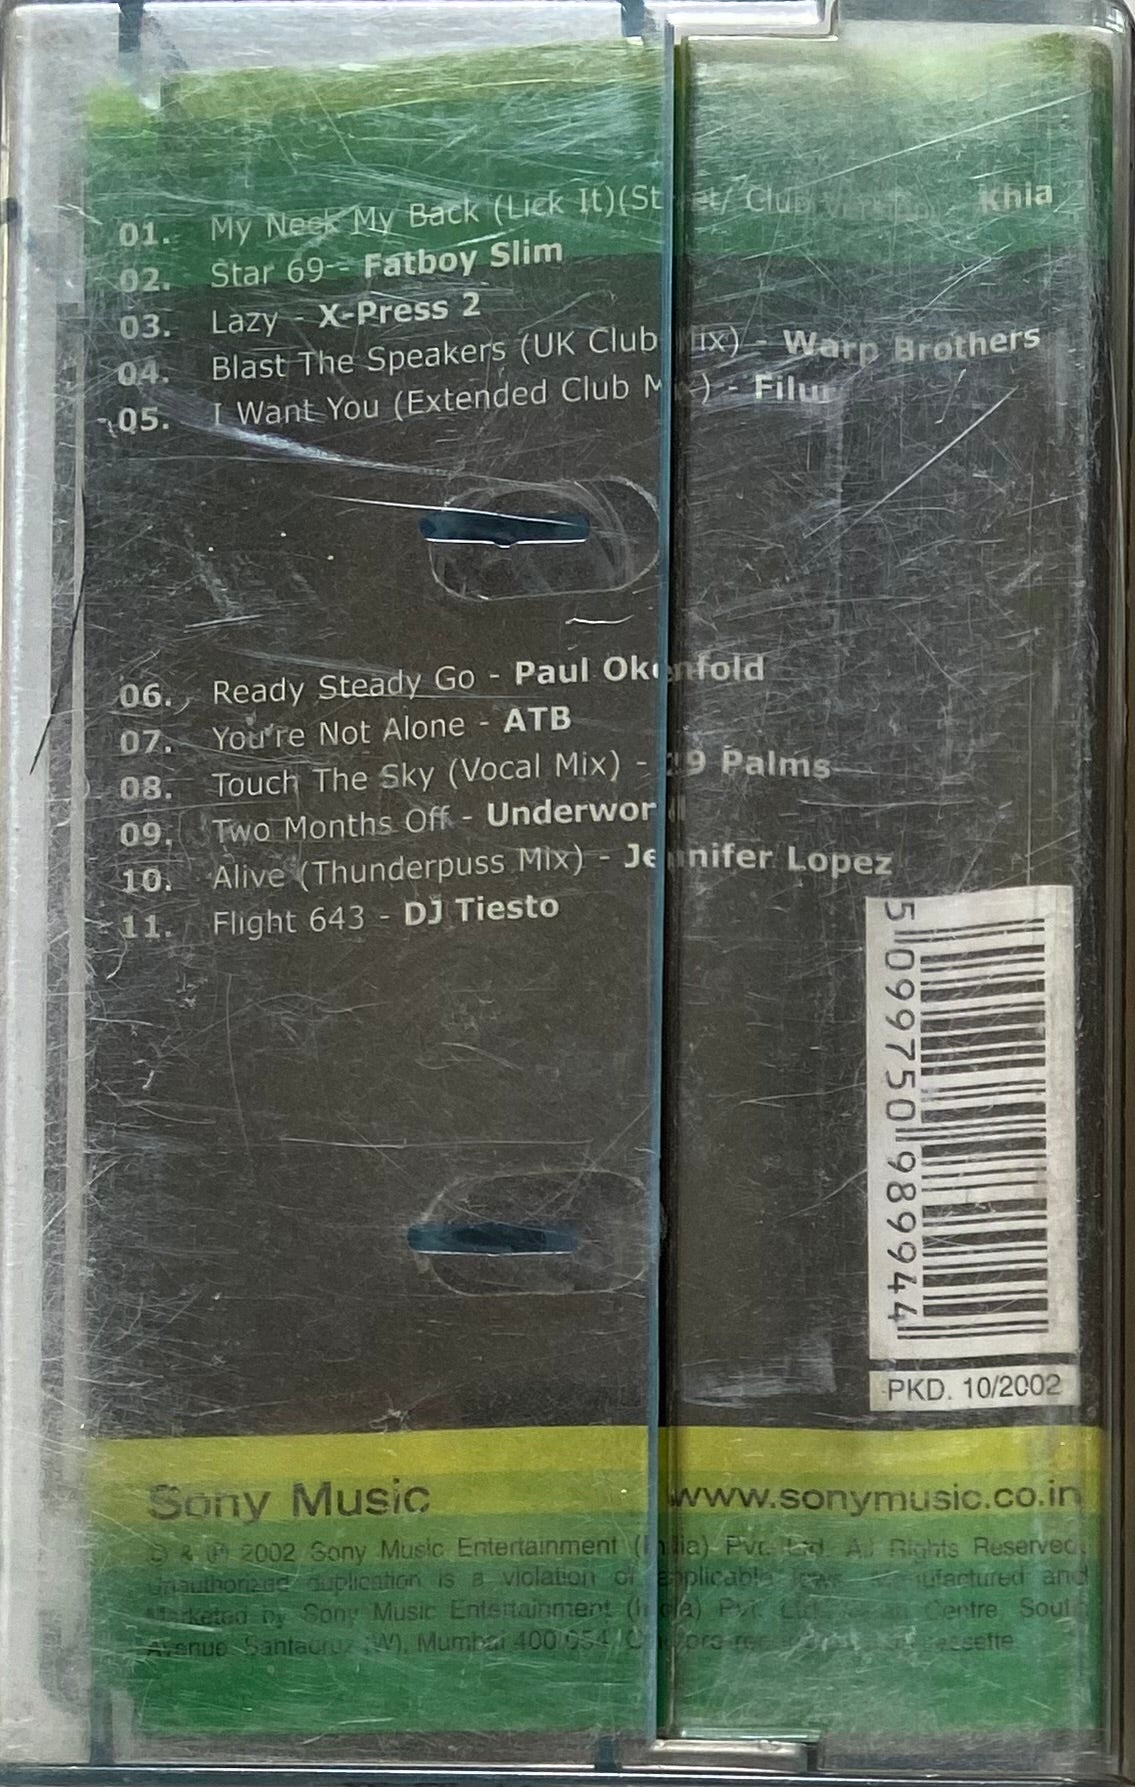 01. My Neck My Back (Lick It)(Street/ Club Version) - Khia
02. Star 69 - Fatboy Slim
03. Lazy - X-Press 2
04. Blast The Speakers (UK Club Mix) - Warp Brothers
05. I Want You (Extended Club Mix) - Filur
06. Ready Steady Go - Paul Okenfold
07. You're Not Alone - ATB
08. Touch The Sky (Vocal Mix) - 29 Palms
09. Two Months Off - Underworld
10. Alive (Thunderpuss Mix) - Jennifer Lopez
11. Flight 643 - DJ Tiesto
5 099750 989944
PKD. 10/2002
Sony Music www.sonymusic.co.in
© & ℗ 2002 Sony Music Entertainment (India) Pvt. Ltd. All Rights Reserved.
Unauthorized duplication is a violation of applicable laws. Manufactured and
Marketed by Sony Music Entertainment (India) Pvt. Ltd. Centre, South
Avenue, Santacruz (W), Mumbai 400 054. cassette